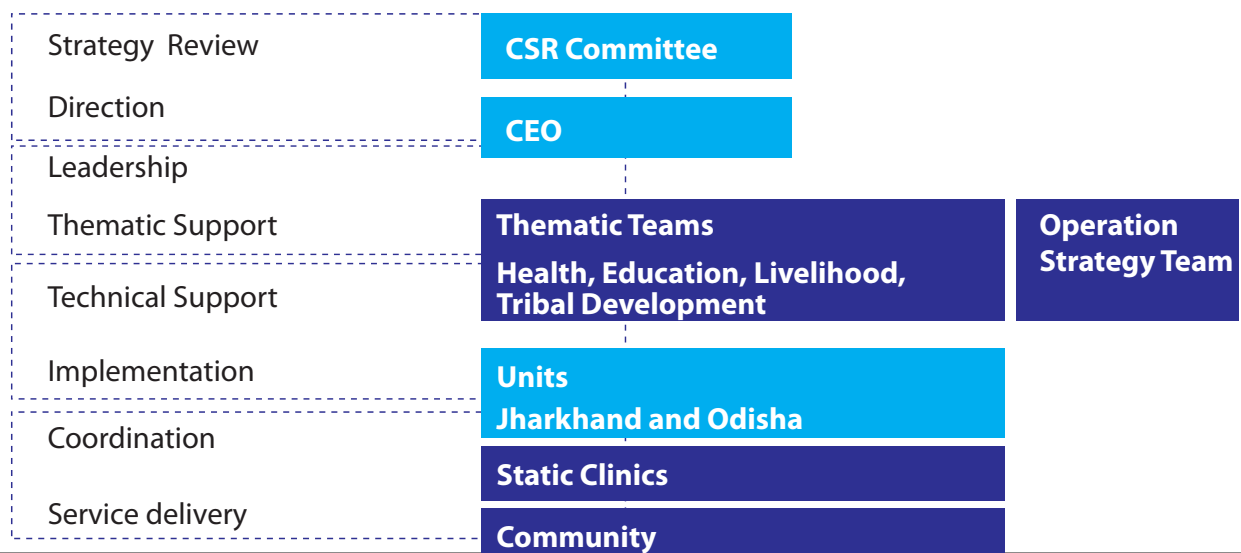 Strategy Review
CSR Committee
Direction
CEO
Leadership
Thematic Support
Thematic Teams
Health, Education, Livelihood,
Tribal Development
Operation
Strategy Team
Technical Support
Implementation
Units
Jharkhand and Odisha
Coordination
Static Clinics
Service delivery
Community